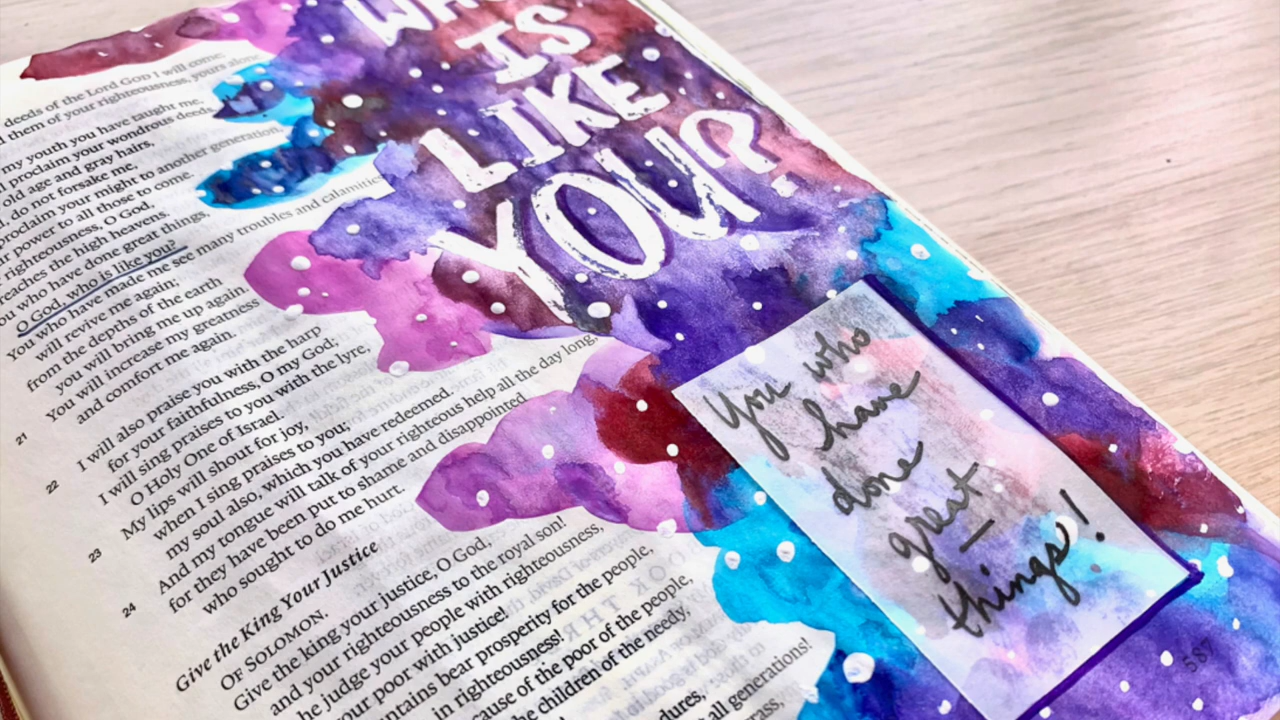 deeds of the Lord GOD I will come;
them of your righteousness, yours alone.
my youth you have taught me,
proclaim your wondrous deeds.
old age and gray hairs,
do not forsake me,
proclaim your might to another generation,
power to all those to come.
righteousness, O God,
reaches the high heavens.
who have done great things,
O God, who is like you?
You who have made me see many troubles and calamities
will revive me again;
from the depths of the earth
you will bring me up again.
You will increase my greatness
and comfort me again.
I will also praise you with the harp
for your faithfulness, O my God;
I will sing praises to you with the lyre,
O Holy One of Israel.
21
My lips will shout for joy,
when I sing praises to you;
22
my soul also, which you have redeemed.
And my tongue will talk of your righteous help all the day long,
for they have been put to shame and disappointed
23
who sought to do me hurt.
24
Give the King Your Justice
OF SOLOMON.
Give the king your justice, O God,
and your righteousness to the royal son!
he judge your people with righteousness,
your poor with justice!
mountains bear prosperity for the people,
in righteousness!
cause of the poor of the people,
the children of the needy,
all generations!
grass,
IS
LIKE
YOU?
You who
have
done
great
things!
587